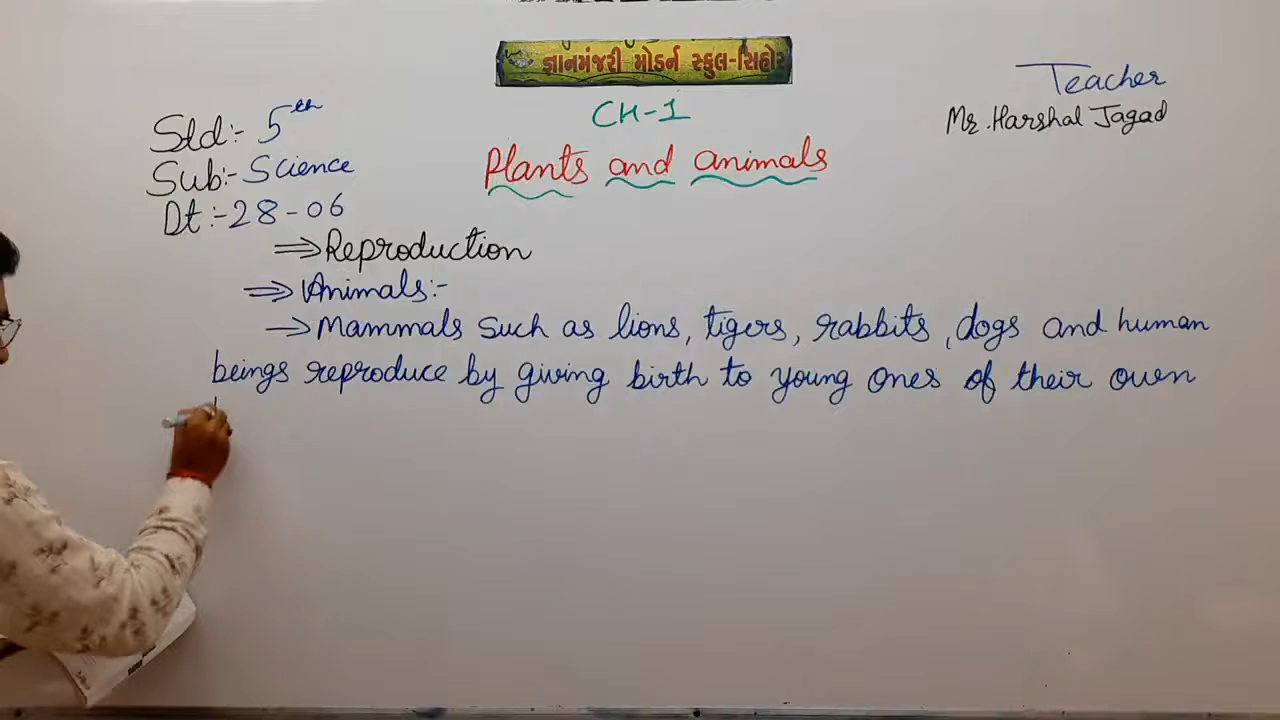 જ્ઞાનમંજરી મોડર્ન સ્કુલ-સિહોર
Teacher
Mr. Harshal Jagad
CH-1
Plants and animals
Std:- 5th
Sub:- Science
Dt:- 28-06
⇒ Reproduction
⇒ Animals:-
→ Mammals such as lions, tigers, rabbits, dogs and human
beings reproduce by giving birth to young ones of their own